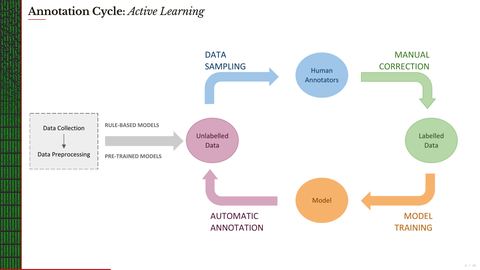 Annotation Cycle: Active Learning
DATA
SAMPLING
MANUAL
CORRECTION
Human
Annotators
Data Collection
Data Preprocessing
RULE-BASED MODELS
PRE-TRAINED MODELS
Unlabelled
Data
Labelled
Data
Model
AUTOMATIC
ANNOTATION
MODEL
TRAINING